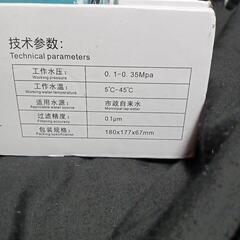 技术参数:
Technical parameters
工作水压:
Working pressure
0. 1-0. 35Mpa
工作水温:
Working water temperature
5℃-45℃
适用水源:
Applicable water source
市政自来水
Municipal tap water
过滤精度:
Filtration precision
0.1μm
包装规格:
Packing specification
180x177x67mm